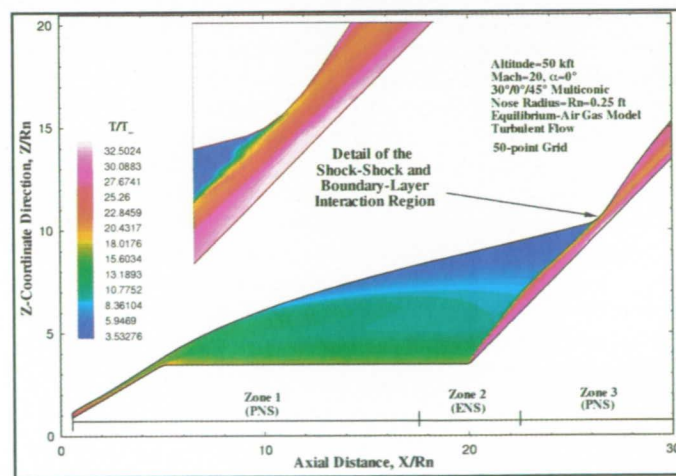 20
15
10
5
0
Z-Coordinate Direction, Z/Rn
T/T_
32.5024
30.0883
27.6741
25.26
22.8459
20.4317
18.0176
15.6034
13.1893
10.7752
8.36104
5.9469
3.53276
Altitude=50 kft
Mach=20, α=0°
30°/0°/45° Multiconic
Nose Radius=Rn=0.25 ft
Equilibrium-Air Gas Model
Turbulent Flow
50-point Grid
Detail of the
Shock-Shock and
Boundary-Layer
Interaction Region
Zone 1
(PNS)
Zone 2
(ENS)
Zone 3
(PNS)
0
10
20
30
Axial Distance, X/Rn